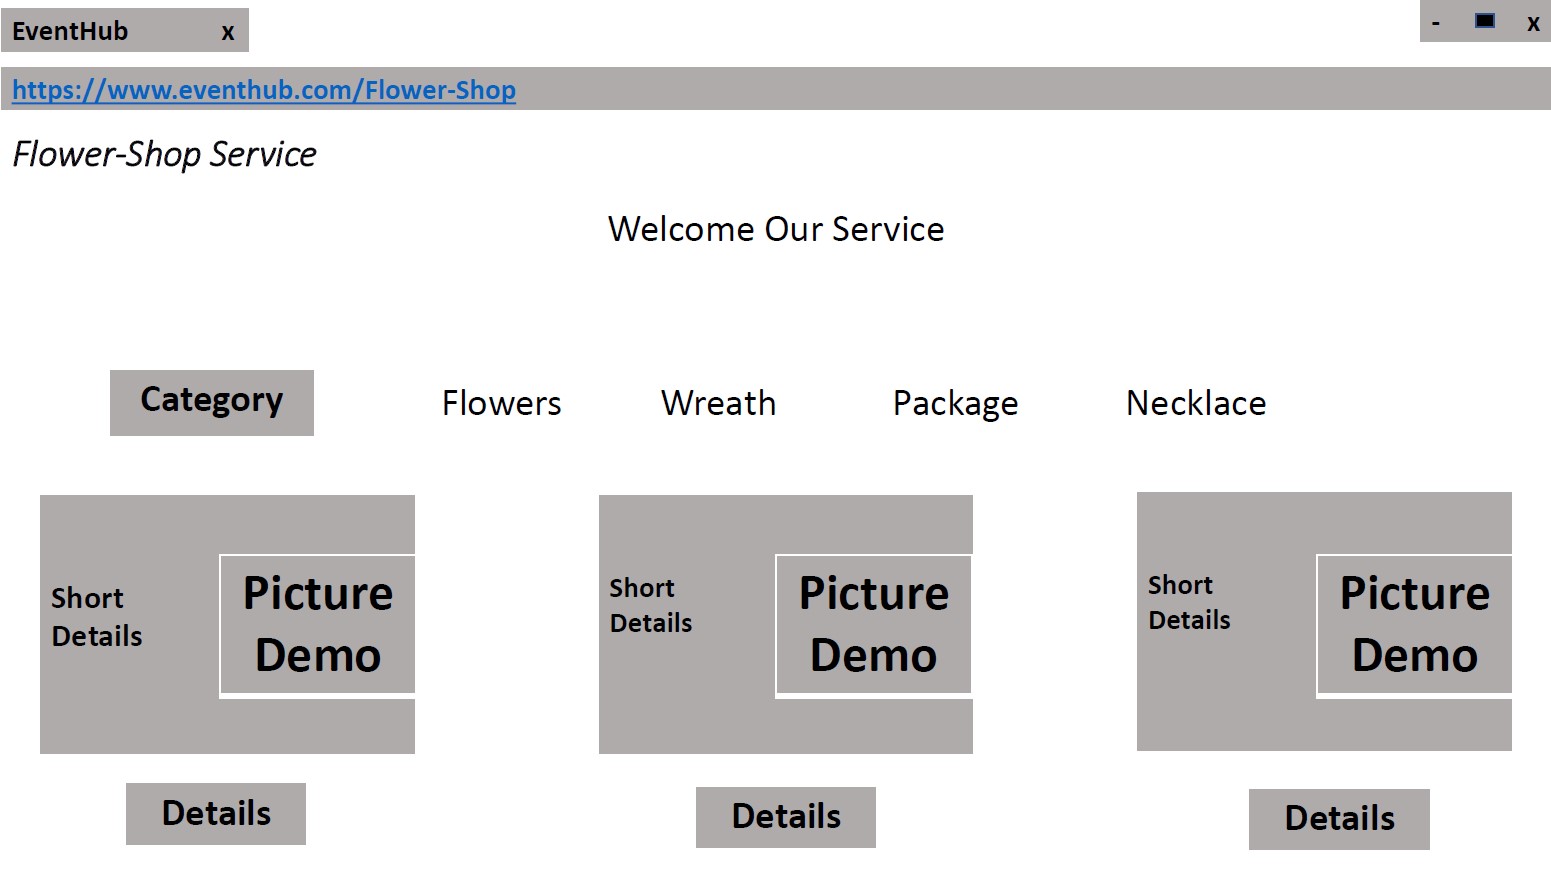 EventHub x - x
https://www.eventhub.com/Flower-Shop
Flower-Shop Service
Welcome Our Service
Category Flowers Wreath Package Necklace
Short
Details
Picture
Demo
Short
Details
Picture
Demo
Short
Details
Picture
Demo
Details Details Details